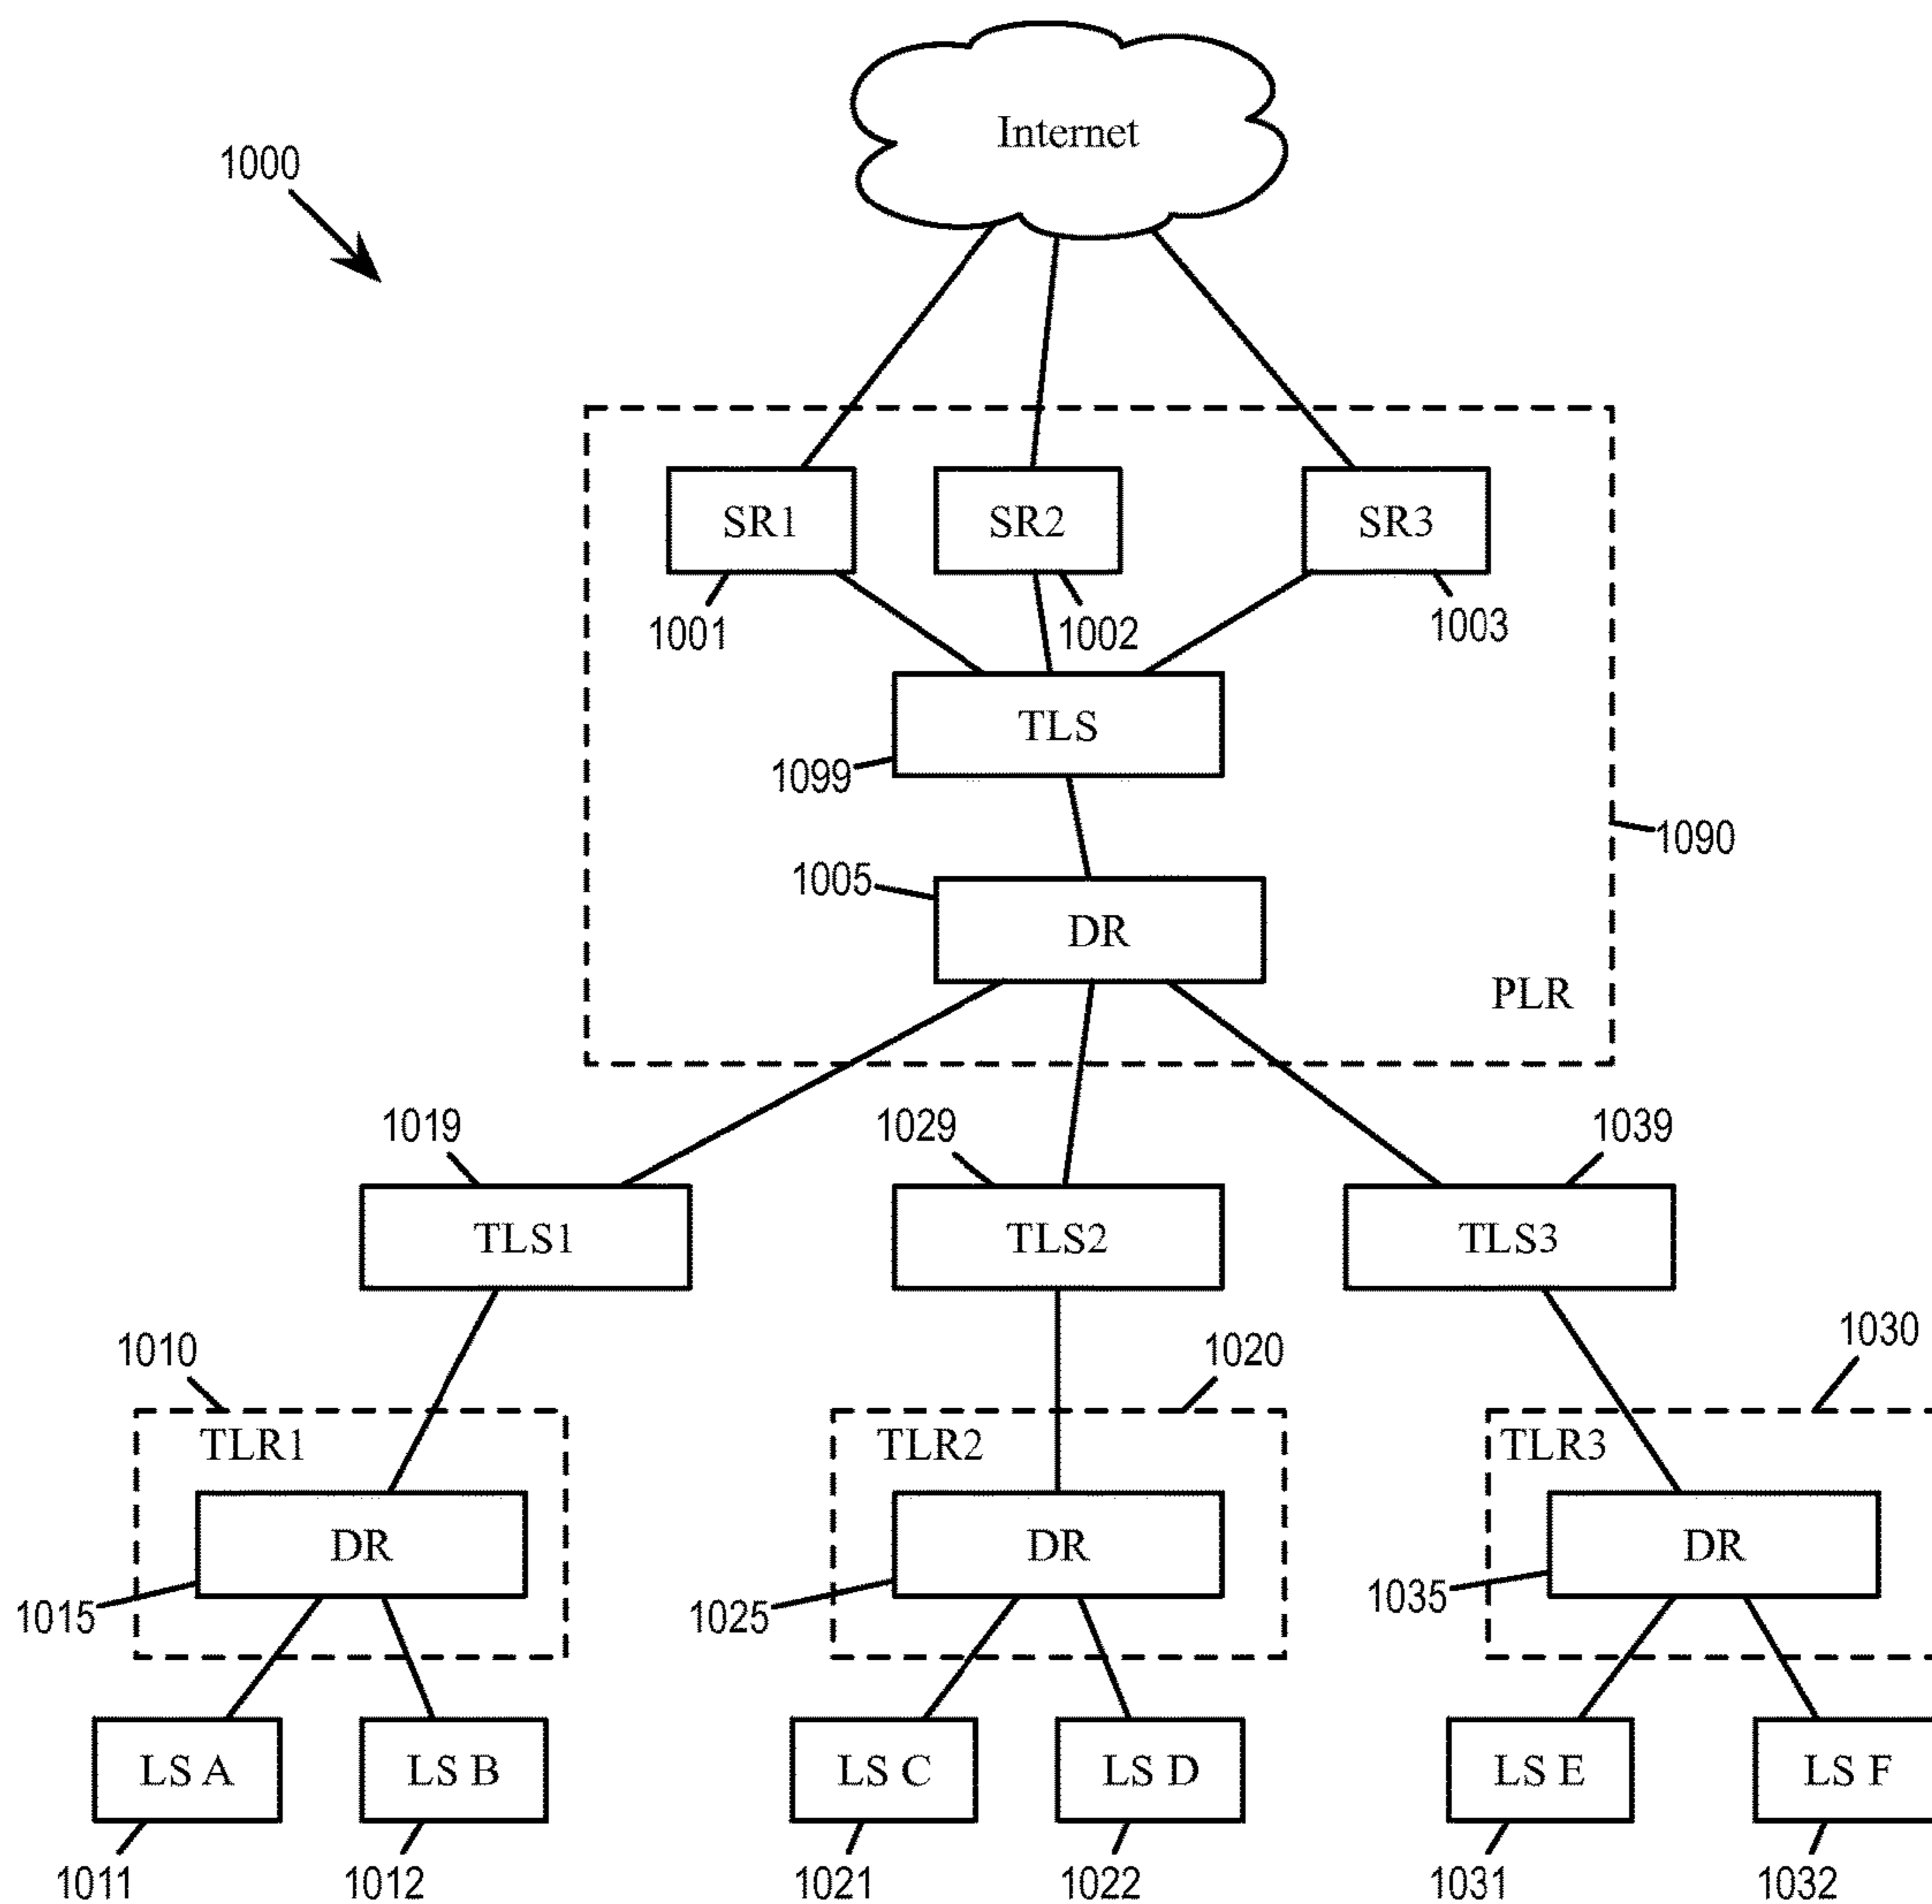 Internet
1000
SR1
SR2
SR3
1001
1002
1003
TLS
1099
1090
1005
DR
PLR
1019
1029
1039
TLS1
TLS2
TLS3
1010
1020
1030
TLR1
TLR2
TLR3
DR
DR
DR
1015
1025
1035
LS A
LS B
LS C
LS D
LS E
LS F
1011
1012
1021
1022
1031
1032